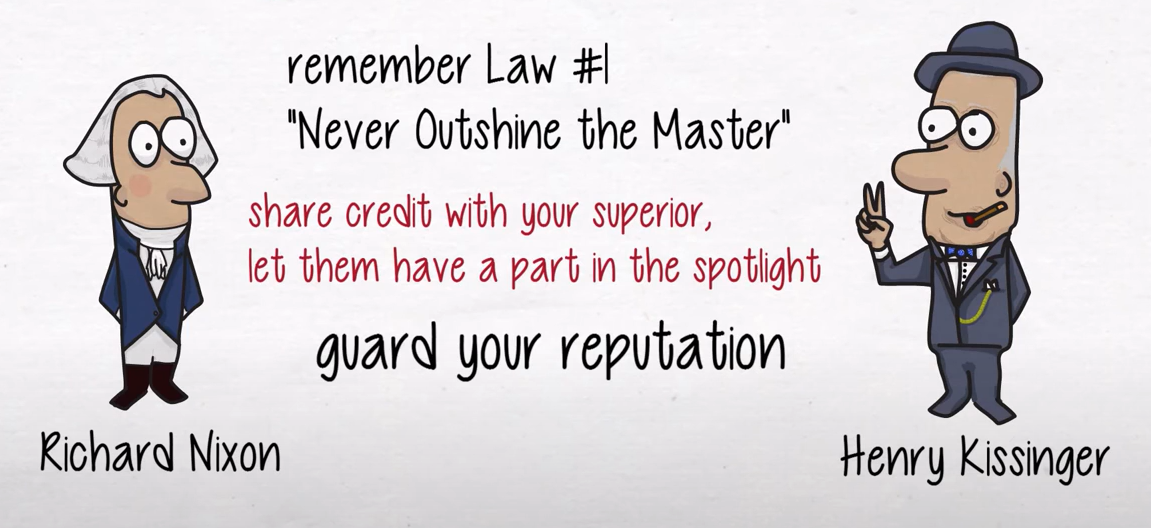 remember Law #1
"Never Outshine the Master"
share credit with your superior,
let them have a part in the spotlight
guard your reputation
Richard Nixon
Henry Kissinger